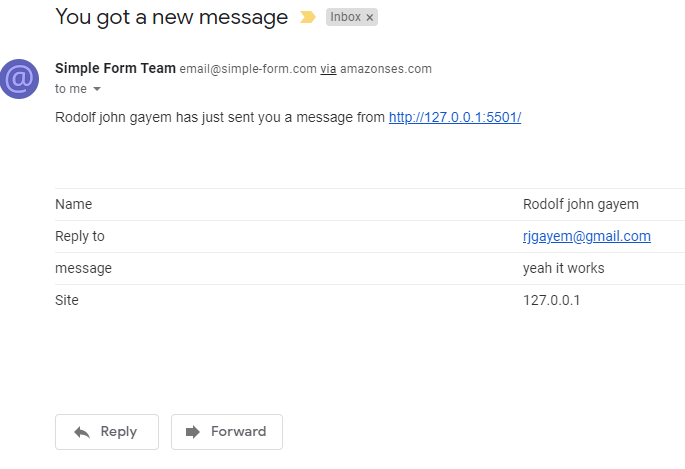 You got a new message Inbox ×
@
Simple Form Team email@simple-form.com via amazonses.com
to me
Rodolf john gayem has just sent you a message from http://127.0.0.1:5501/
Name Rodolf john gayem
Reply to rjgayem@gmail.com
message yeah it works
Site 127.0.0.1
Reply Forward